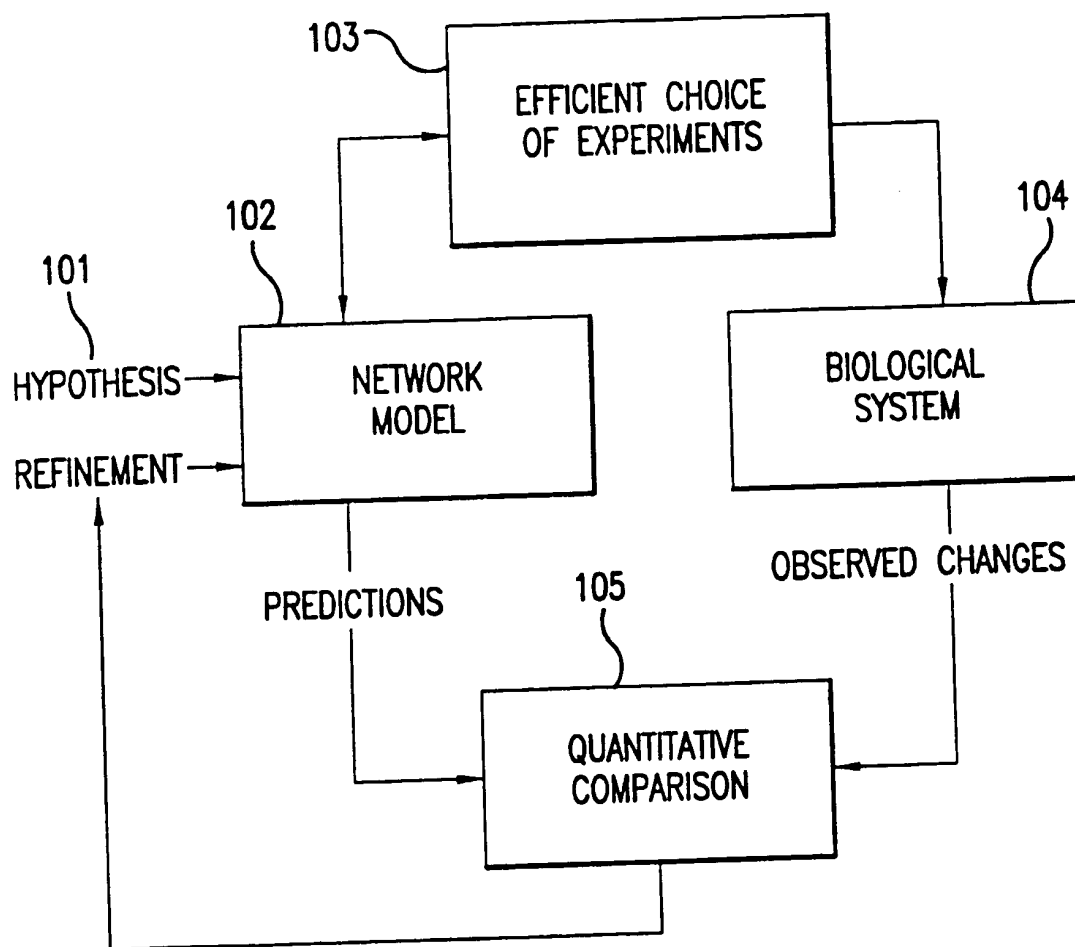 103
EFFICIENT CHOICE
OF EXPERIMENTS
102
104
101
HYPOTHESIS
NETWORK
MODEL
BIOLOGICAL
SYSTEM
REFINEMENT
PREDICTIONS
OBSERVED CHANGES
105
QUANTITATIVE
COMPARISON